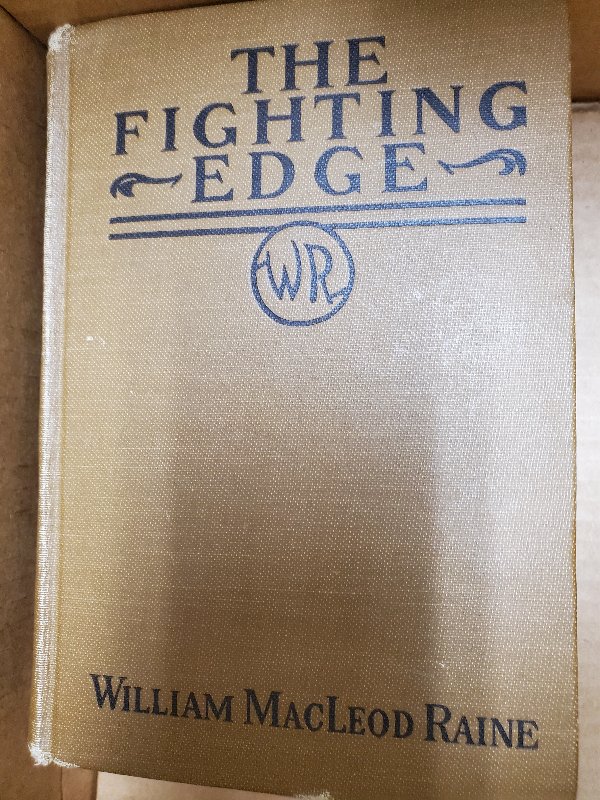 THE
FIGHTING
EDGE
WR
WILLIAM MACLEOD RAINE